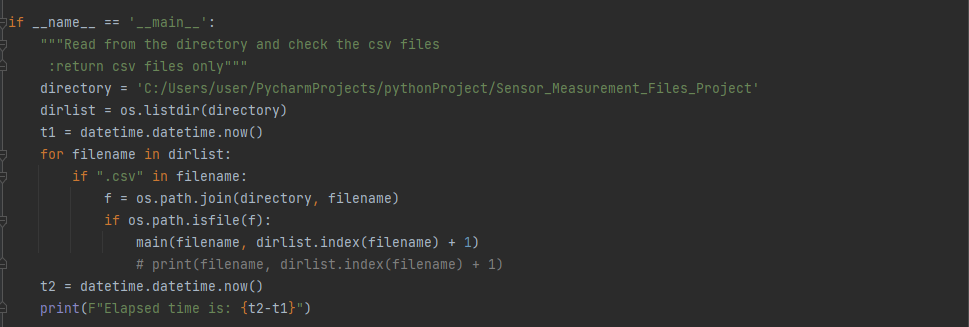 if __name__ == '__main__':
    """Read from the directory and check the csv files
     :return csv files only"""
    directory = 'C:/Users/user/PycharmProjects/pythonProject/Sensor_Measurement_Files_Project'
    dirlist = os.listdir(directory)
    t1 = datetime.datetime.now()
    for filename in dirlist:
        if ".csv" in filename:
            f = os.path.join(directory, filename)
            if os.path.isfile(f):
                main(filename, dirlist.index(filename) + 1)
                # print(filename, dirlist.index(filename) + 1)
    t2 = datetime.datetime.now()
    print(F"Elapsed time is: {t2-t1}")